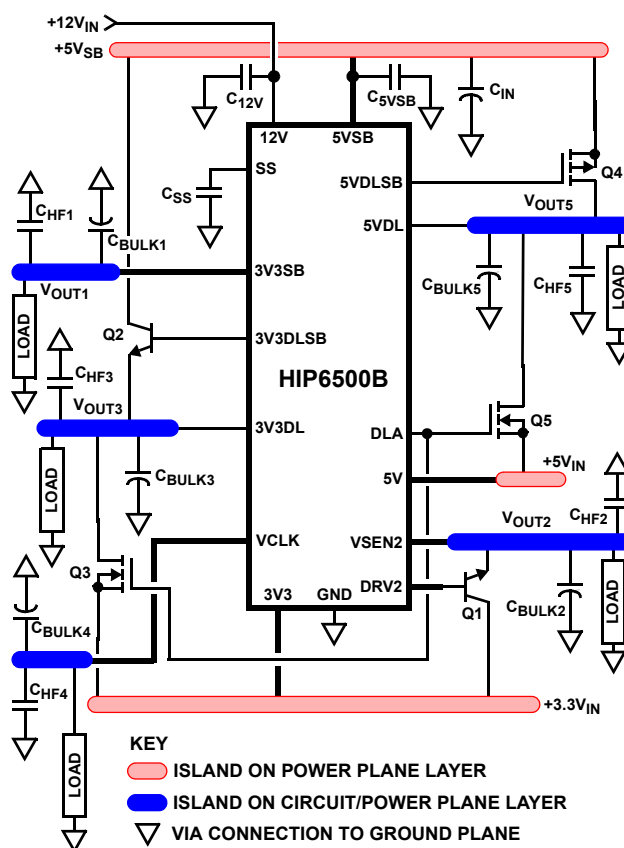 +12VIN
+5VSB
C12V
C5VSB
CIN
12V
5VSB
SS
CSS
5VDLSB
Q4
CHF1
CBULK1
5VDL
VOUT5
3V3SB
VOUT1
CBULK5
CHF5
LOAD
LOAD
Q2
3V3DLSB
CHF3
HIP6500B
VOUT3
3V3DL
DLA
Q5
+5VIN
5V
LOAD
CBULK3
VOUT2
CHF2
VCLK
VSEN2
Q3
3V3
GND
DRV2
Q1
CBULK2
LOAD
CBULK4
CHF4
+3.3VIN
LOAD
KEY
ISLAND ON POWER PLANE LAYER
ISLAND ON CIRCUIT/POWER PLANE LAYER
VIA CONNECTION TO GROUND PLANE